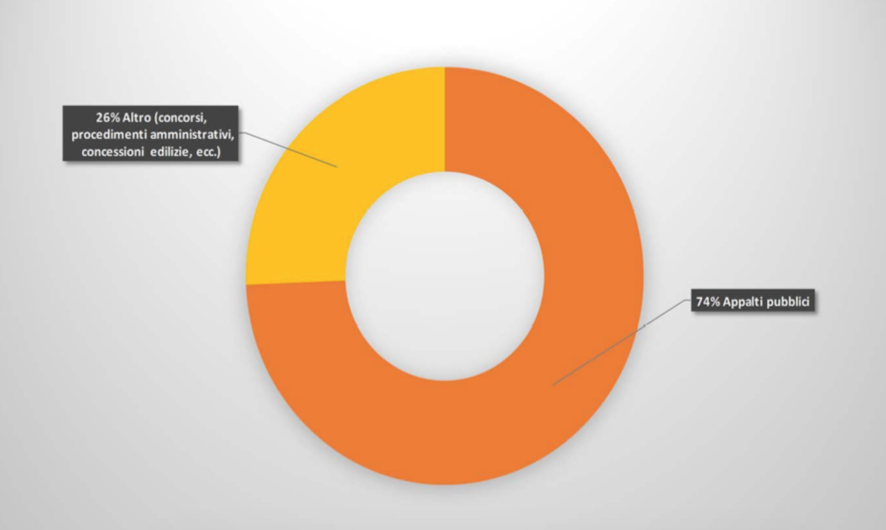 26% Altro (concorsi,
procedimenti amministrativi,
concessioni edilizie, ecc.)
74% Appalti pubblici